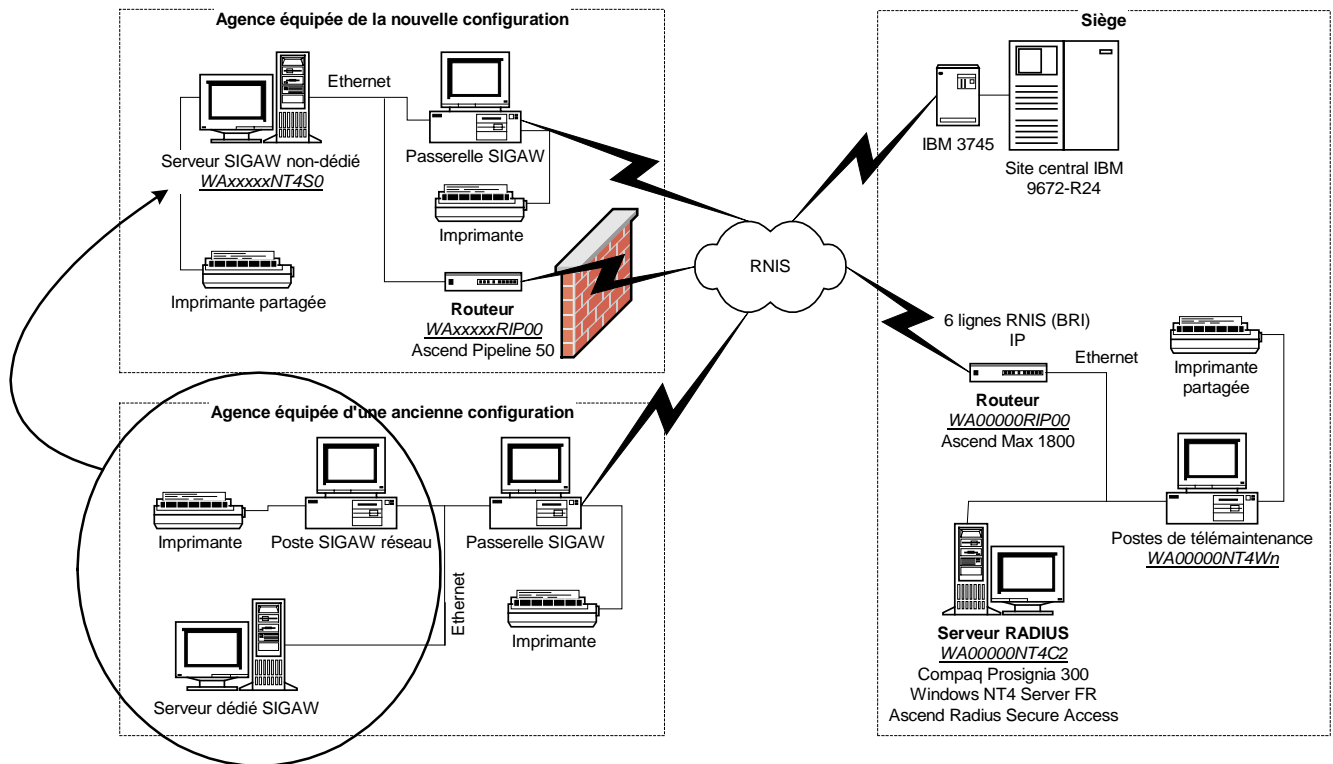 Agence équipée de la nouvelle configuration
Ethernet
Serveur SIGAW non-dédié
WAxxxxxNT4S0
Passerelle SIGAW
Imprimante
Imprimante partagée
Routeur
WAxxxxxRIP00
Ascend Pipeline 50
Agence équipée d'une ancienne configuration
Imprimante
Poste SIGAW réseau
Passerelle SIGAW
Ethernet
Imprimante
Serveur dédié SIGAW
RNIS
Siège
IBM 3745
Site central IBM
9672-R24
6 lignes RNIS (BRI)
IP
Ethernet
Imprimante
partagée
Routeur
WA00000RIP00
Ascend Max 1800
Postes de télémaintenance
WA00000NT4Wn
Serveur RADIUS
WA00000NT4C2
Compaq Prosignia 300
Windows NT4 Server FR
Ascend Radius Secure Access